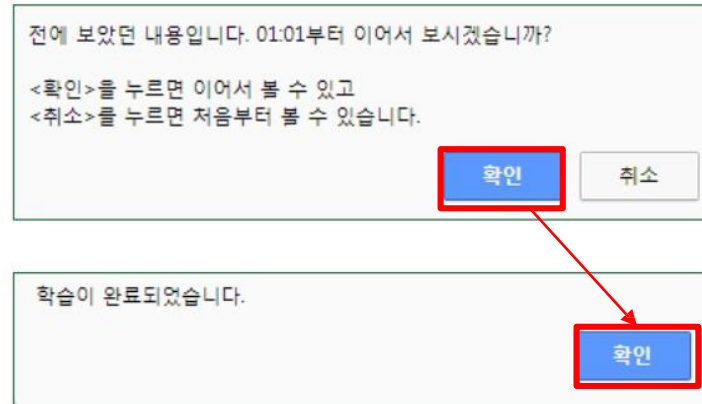 전에 보았던 내용입니다. 01:01부터 이어서 보시겠습니까?
<확인>을 누르면 이어서 볼 수 있고
<취소>를 누르면 처음부터 볼 수 있습니다.
확인 취소
학습이 완료되었습니다.
확인